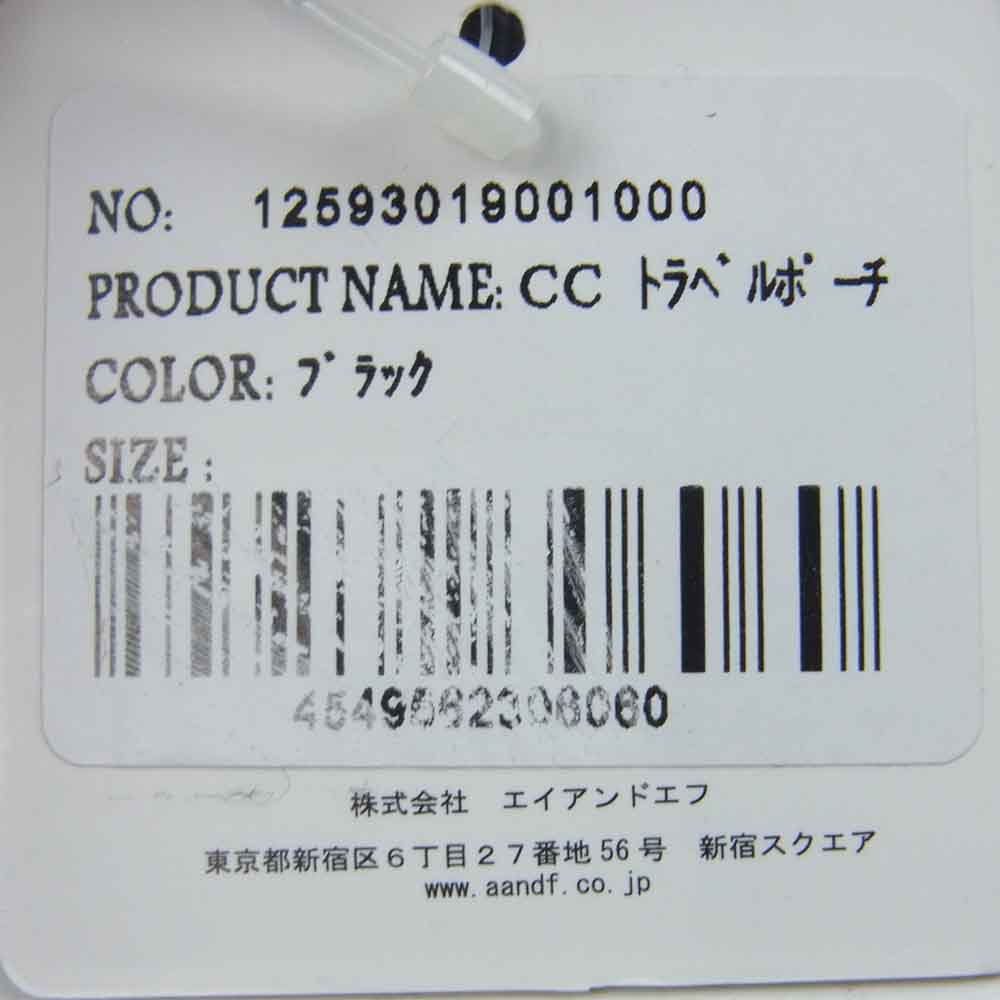 NO: 12593019001000
PRODUCT NAME: CC ﾄﾗﾍﾞﾙﾎﾟｰﾁ
COLOR: ﾌﾞﾗｯｸ
SIZE :
4549562306060
株式会社　エイアンドエフ
東京都新宿区６丁目２７番地56号　新宿スクエア
www.aandf.co.jp